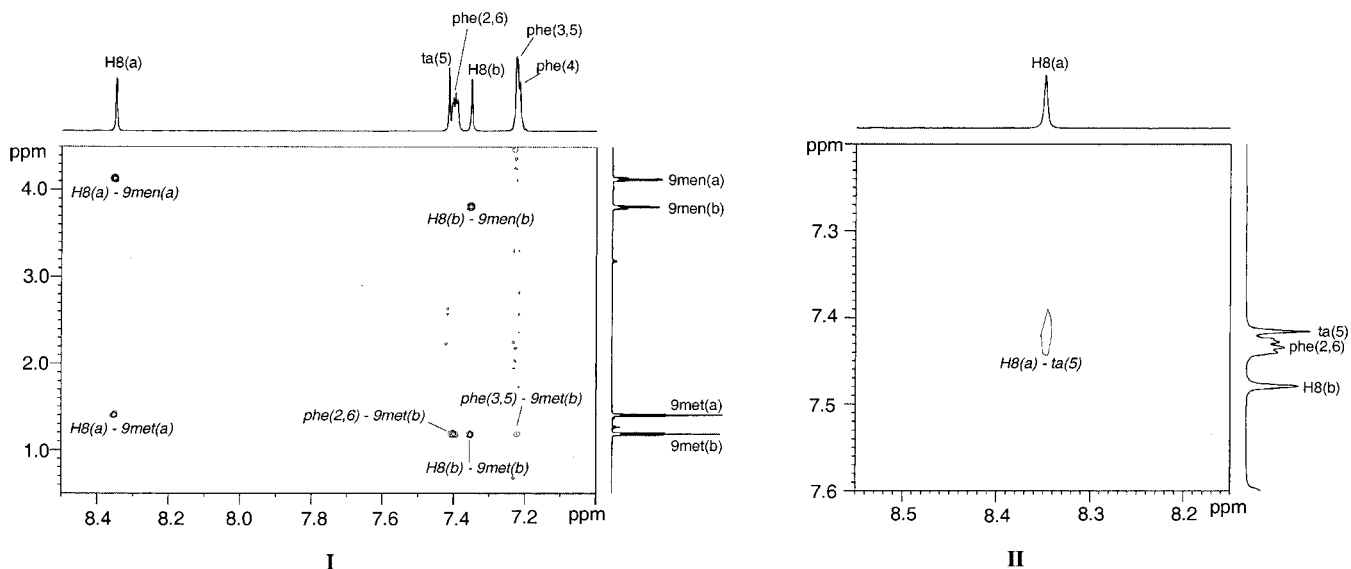 phe(2,6)
phe(3,5)
ta(5)
H8(a)
H8(b)
phe(4)
ppm
4.0
3.0
2.0
1.0
H8(a) - 9men(a)
H8(b) - 9men(b)
phe(2,6) - 9met(b)
phe(3,5) - 9met(b)
H8(a) - 9met(a)
H8(b) - 9met(b)
9men(a)
9men(b)
9met(a)
9met(b)
8.4 8.2 8.0 7.8 7.6 7.4 7.2 ppm
I
H8(a)
ppm
7.3
7.4
7.5
7.6
H8(a) - ta(5)
ta(5)
phe(2,6)
H8(b)
8.5 8.4 8.3 8.2 ppm
II